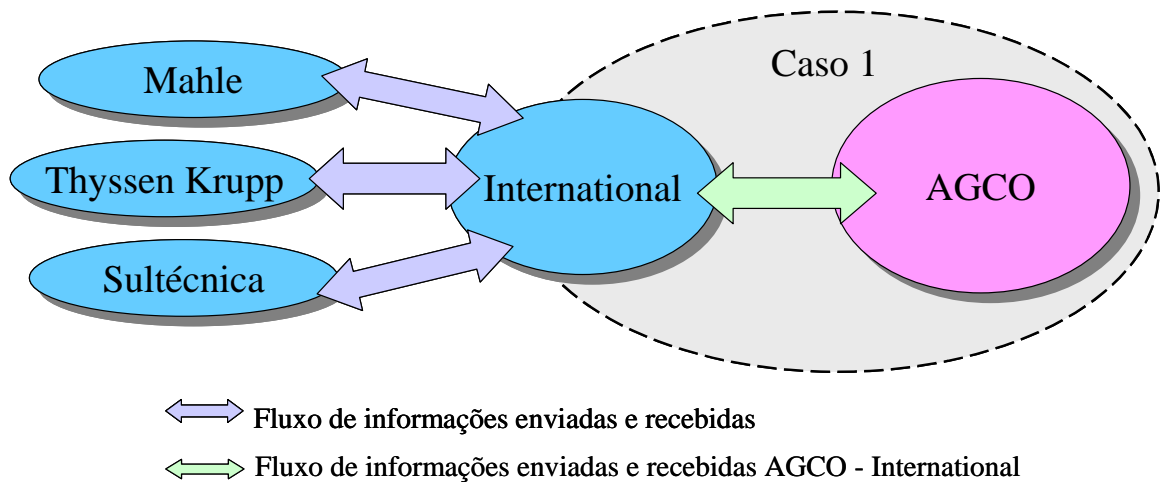 Caso 1
Mahle
Thyssen Krupp
International
AGCO
Sultécnica
Fluxo de informações enviadas e recebidas
Fluxo de informações enviadas e recebidas AGCO - International